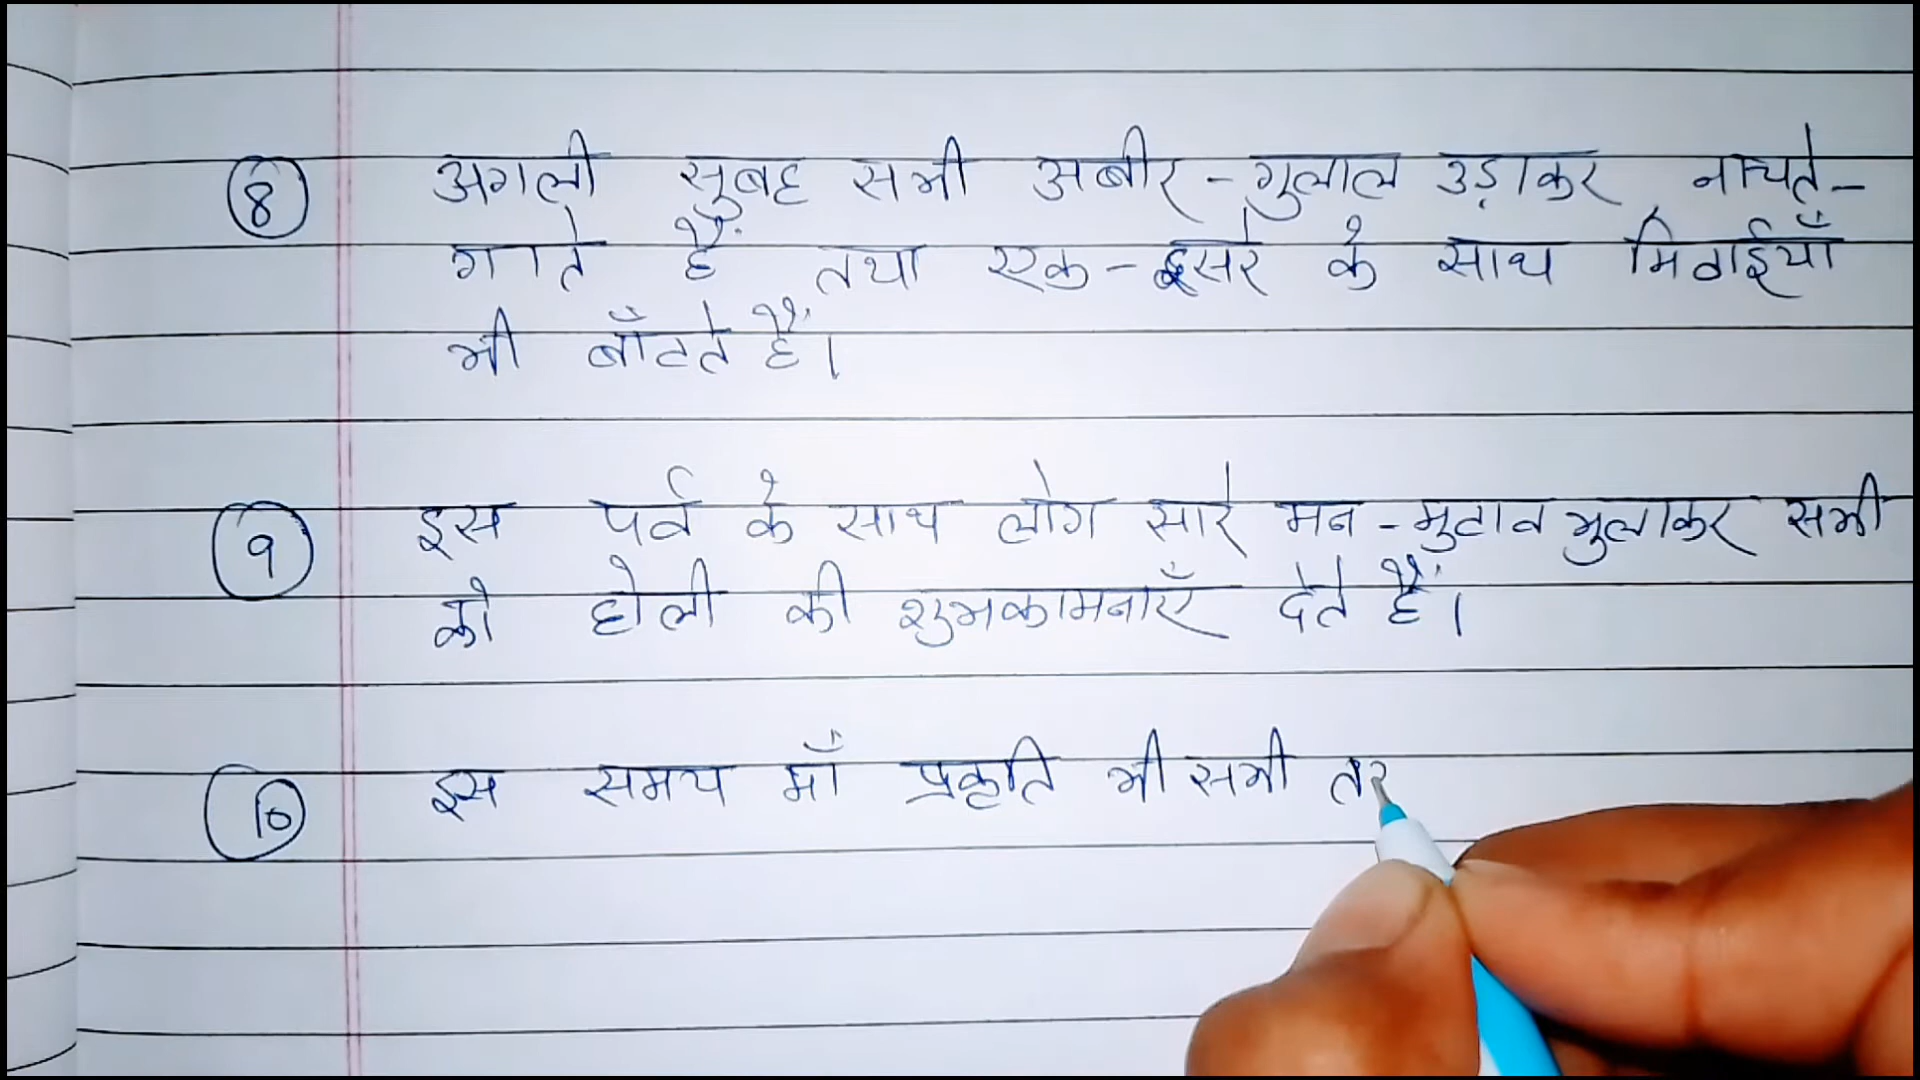 8 अगली सुबह सभी अबीर-गुलाल उड़ाकर नाचते-
गाते हैं तथा एक-दूसरे के साथ मिठाईयाँ
भी बाँटते हैं।
9 इस पर्व के साथ लोग सारे मन-मुटाव भुलाकर सभी
को होली की शुभकामनाएँ देते हैं।
10 इस समय माँ प्रकृति भी सभी तर